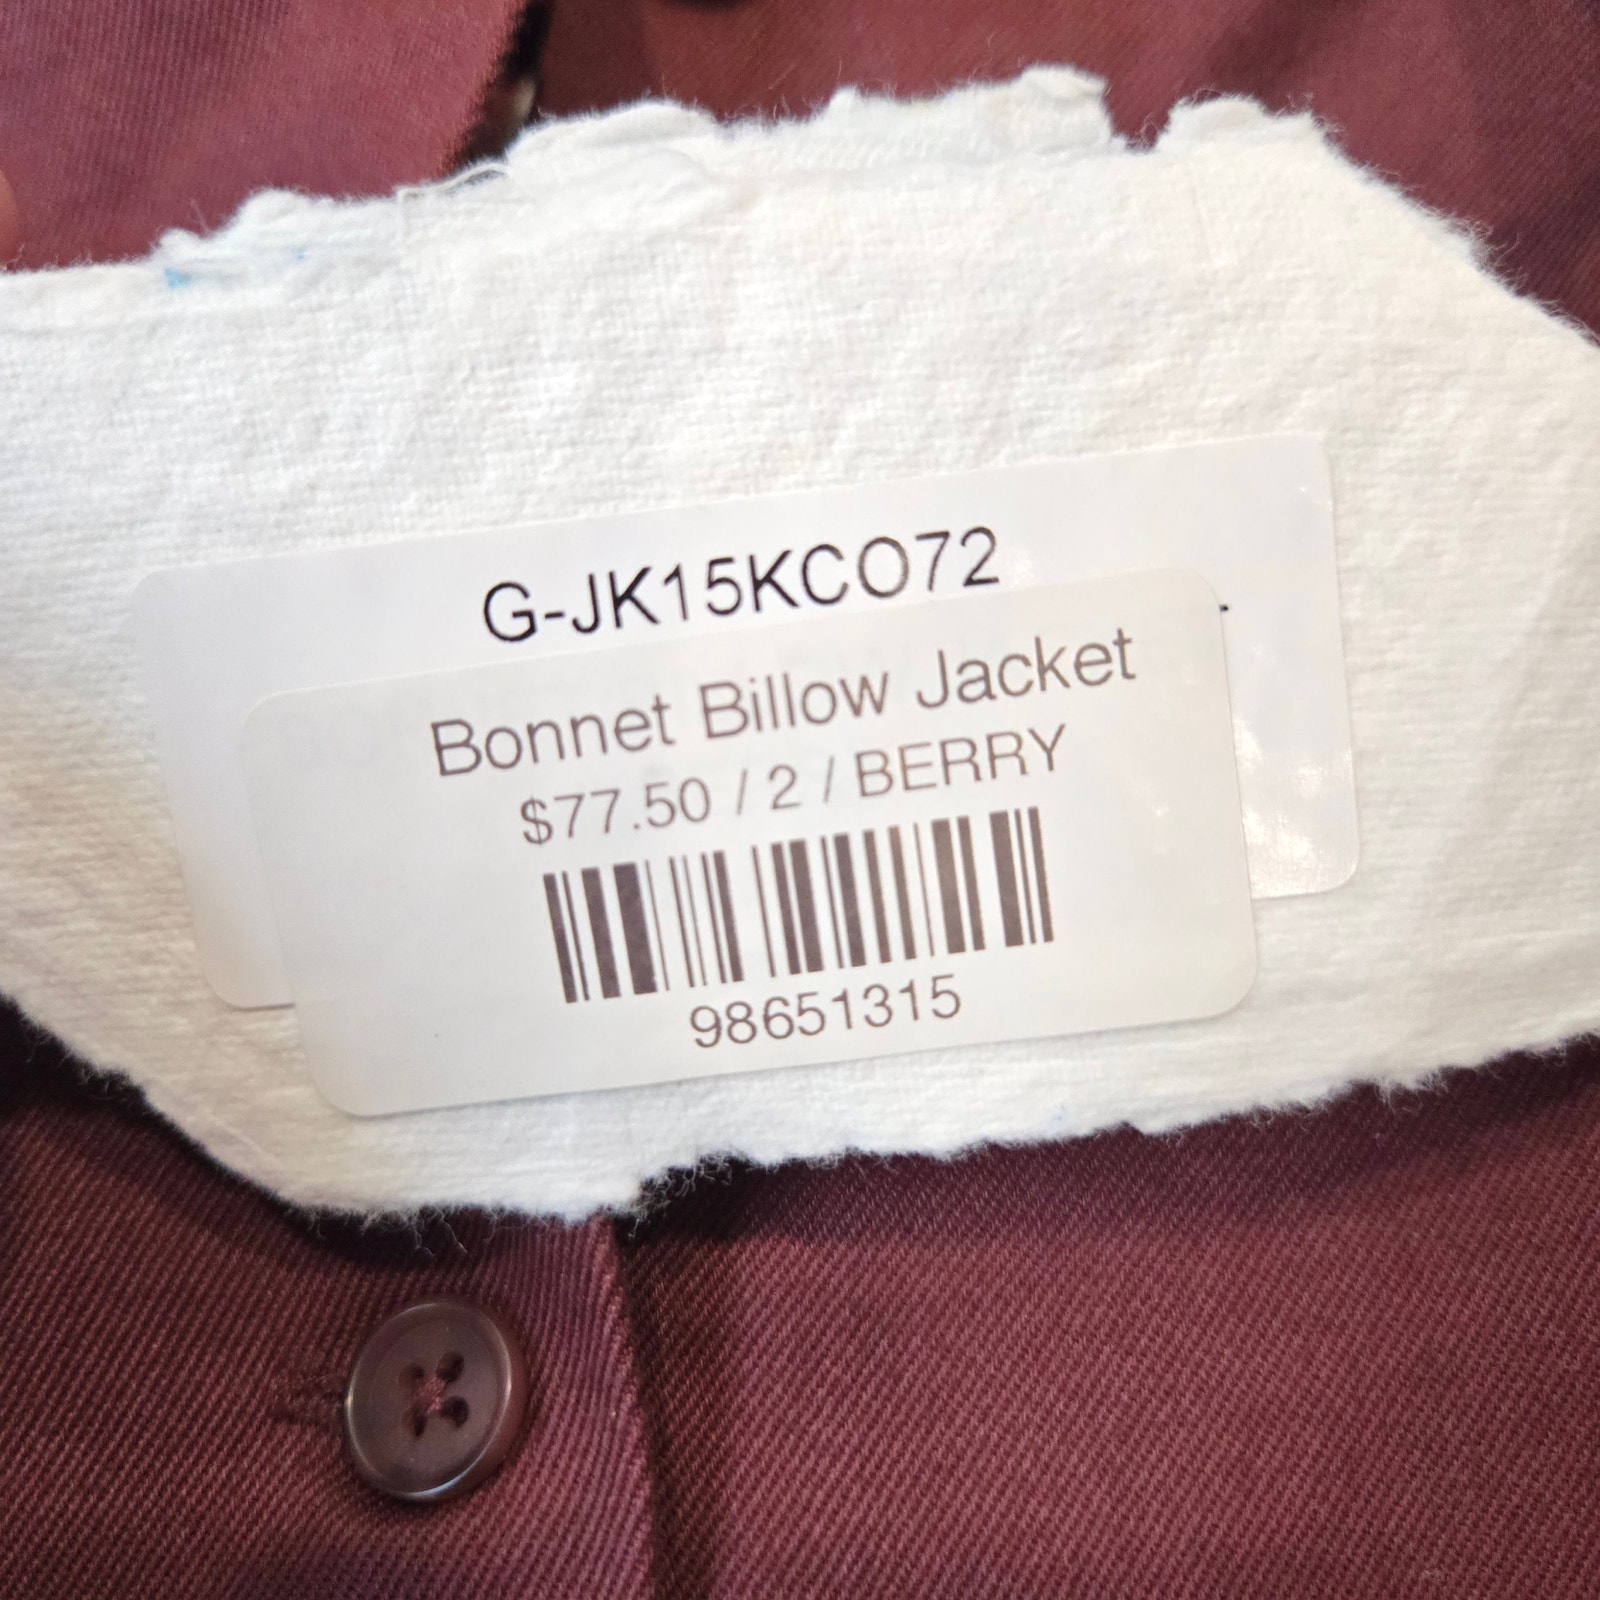 G-JK15KCO72
Bonnet Billow Jacket
$77.50 / 2 / BERRY
98651315